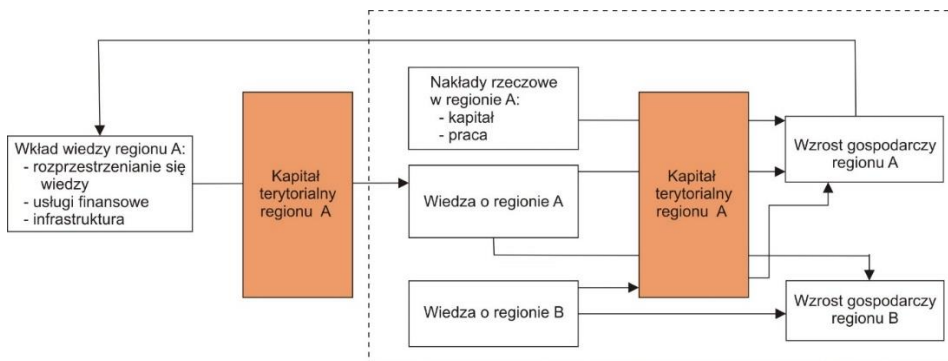 Wkład wiedzy regionu A:
- rozprzestrzenianie się
wiedzy
- usługi finansowe
- infrastruktura
Kapitał
terytorialny
regionu A
Nakłady rzeczowe
w regionie A:
- kapitał
- praca
Wiedza o regionie A
Wiedza o regionie B
Kapitał
terytorialny
regionu A
Wzrost gospodarczy
regionu A
Wzrost gospodarczy
regionu B